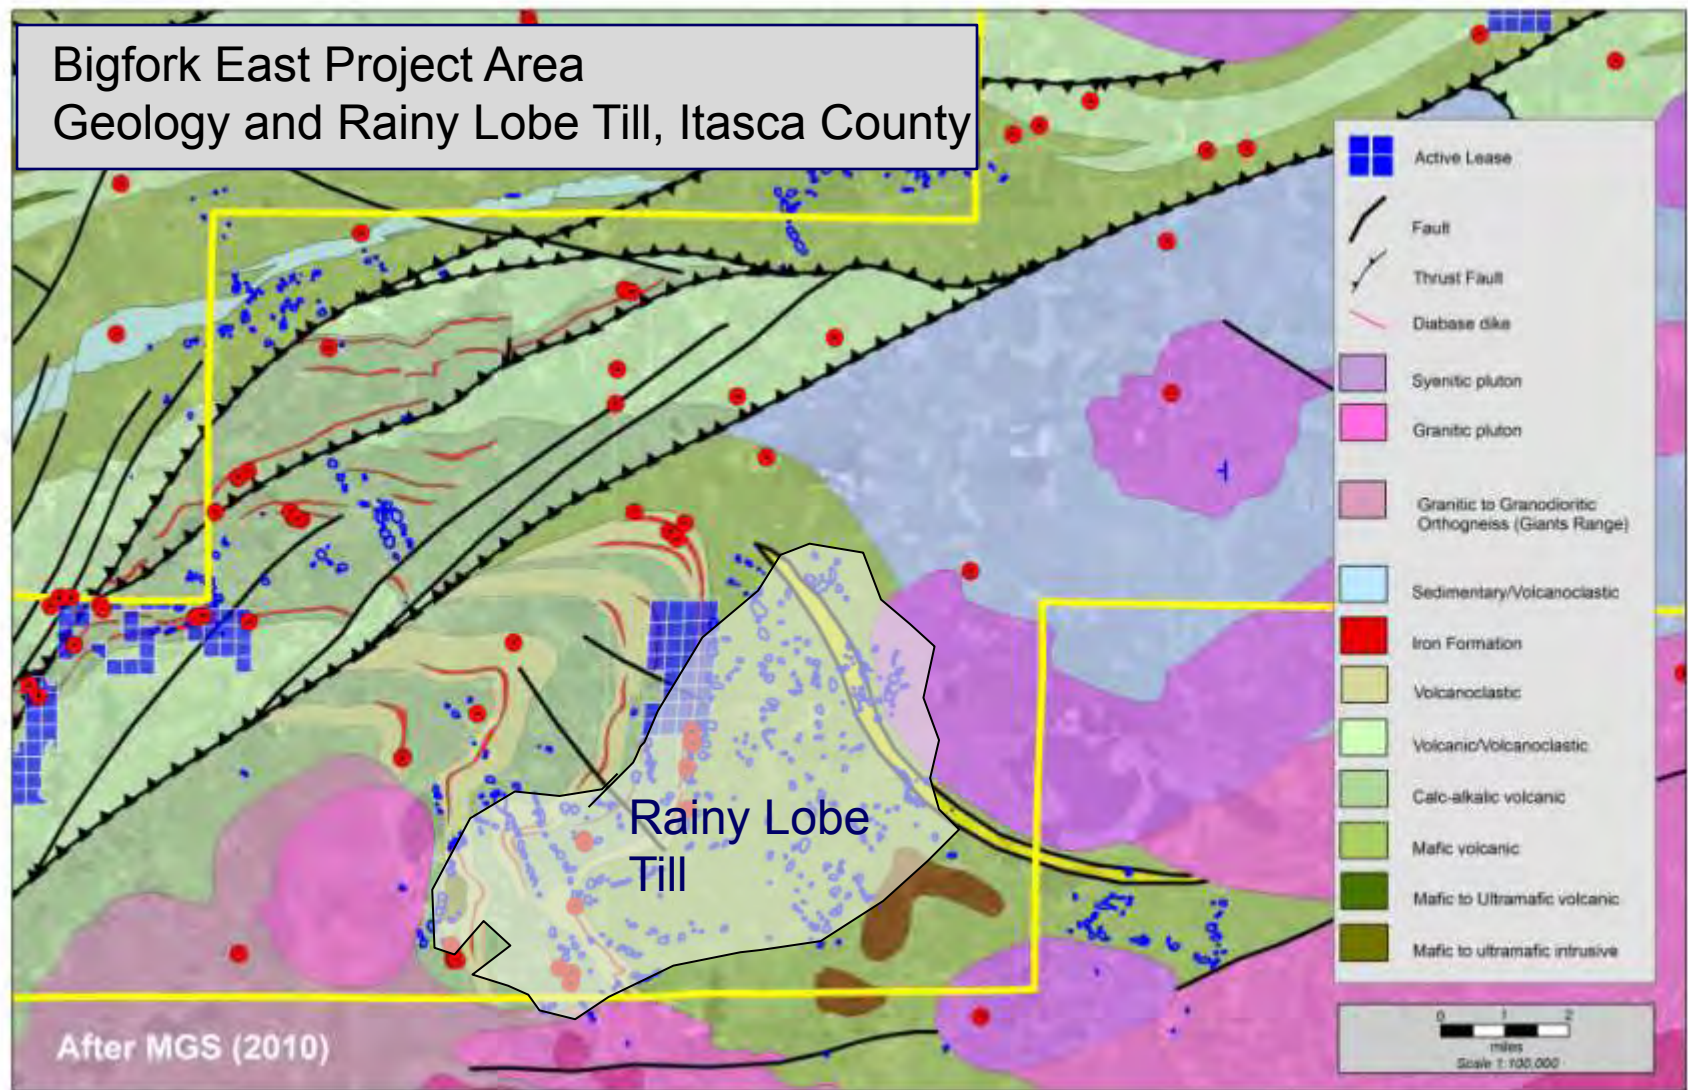 Bigfork East Project Area
Geology and Rainy Lobe Till, Itasca County
Active Lease
Fault
Thrust Fault
Diabase dike
Syenitic pluton
Granitic pluton
Granitic to Granodioritic
Orthogneiss (Giants Range)
Sedimentary/Volcanoclastic
Iron Formation
Volcanoclastic
Volcanic/Volcanoclastic
Calc-alkalic volcanic
Mafic volcanic
Mafic to Ultramafic volcanic
Mafic to ultramafic intrusive
Rainy Lobe
Till
0 1 2
miles
Scale 1:100,000
After MGS (2010)